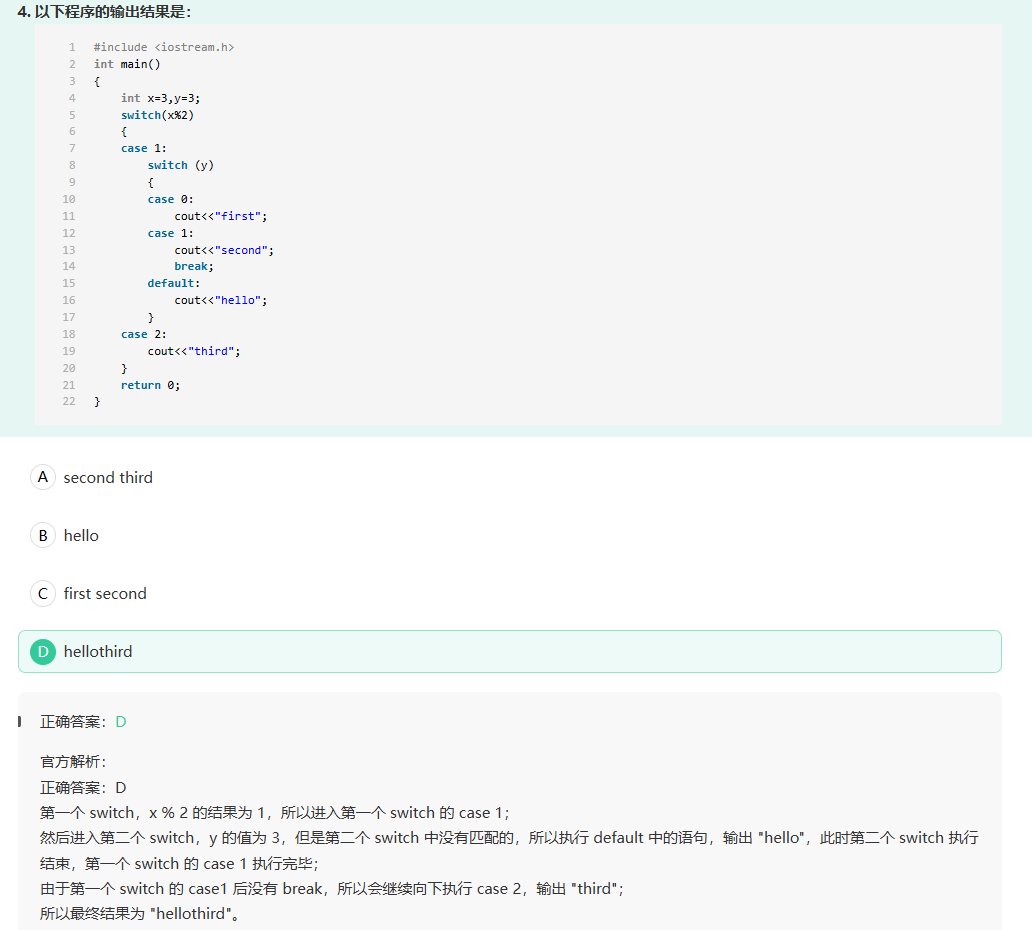 4. 以下程序的输出结果是：
1 #include <iostream.h>
2 int main()
3 {
4 int x=3,y=3;
5 switch(x%2)
6 {
7 case 1:
8 switch (y)
9 {
10 case 0:
11 cout<<"first";
12 case 1:
13 cout<<"second";
14 break;
15 default:
16 cout<<"hello";
17 }
18 case 2:
19 cout<<"third";
20 }
21 return 0;
22 }
A second third
B hello
C first second
D hellothird
正确答案：D
官方解析：
正确答案：D
第一个 switch，x % 2 的结果为 1，所以进入第一个 switch 的 case 1；
然后进入第二个 switch，y 的值为 3，但是第二个 switch 中没有匹配的，所以执行 default 中的语句，输出 "hello"，此时第二个 switch 执行
结束，第一个 switch 的 case 1 执行完毕；
由于第一个 switch 的 case1 后没有 break，所以会继续向下执行 case 2，输出 "third"；
所以最终结果为 "hellothird"。